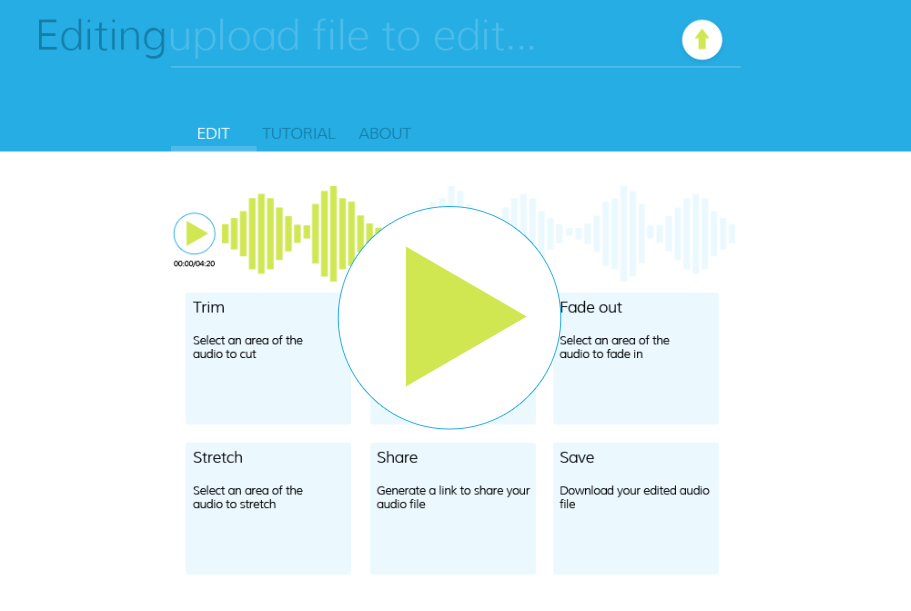 Editing upload file to edit...
EDIT TUTORIAL ABOUT
00:00/04:20
Trim
Select an area of the
audio to cut
Fade out
Select an area of the
audio to fade in
Stretch
Select an area of the
audio to stretch
Share
Generate a link to share your
audio file
Save
Download your edited audio
file